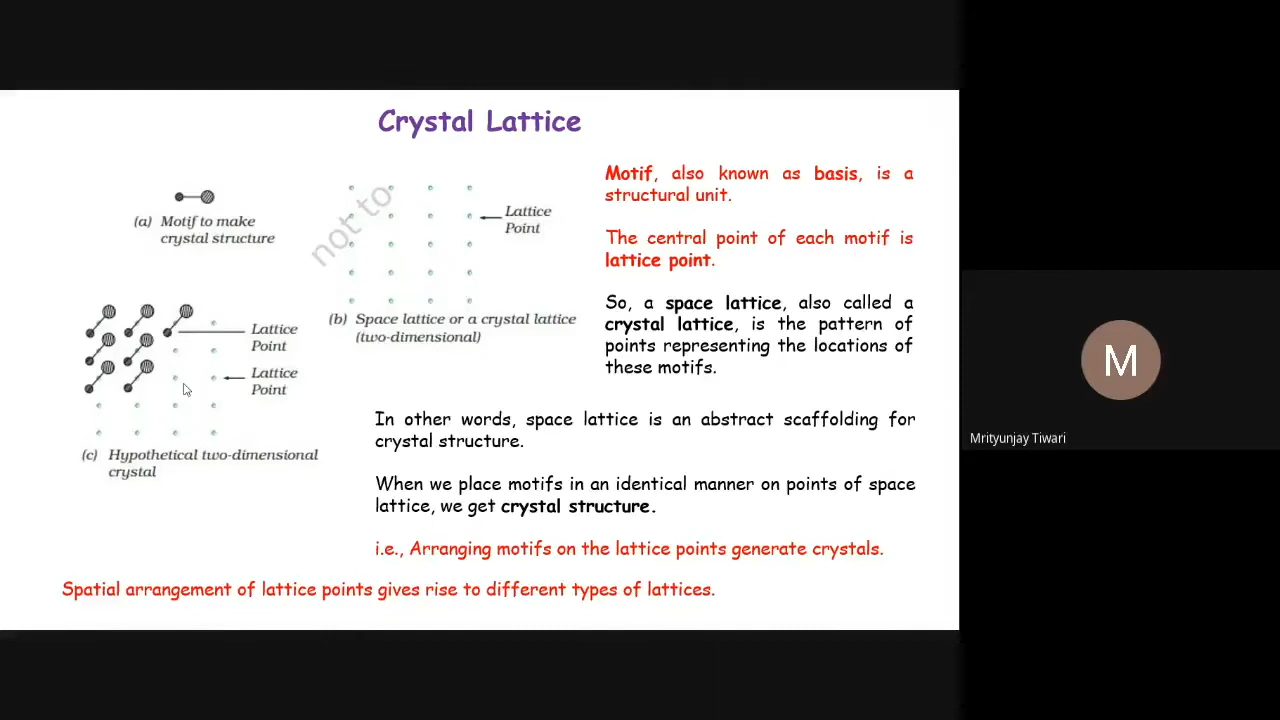 Crystal Lattice
(a) Motif to make
crystal structure
not to
Lattice
Point
(b) Space lattice or a crystal lattice
(two-dimensional)
Lattice
Point
Lattice
Point
(c) Hypothetical two-dimensional
crystal
Motif, also known as basis, is a
structural unit.
The central point of each motif is
lattice point.
So, a space lattice, also called a
crystal lattice, is the pattern of
points representing the locations of
these motifs.
In other words, space lattice is an abstract scaffolding for
crystal structure.
When we place motifs in an identical manner on points of space
lattice, we get crystal structure.
i.e., Arranging motifs on the lattice points generate crystals.
Spatial arrangement of lattice points gives rise to different types of lattices.
M
Mrityunjay Tiwari